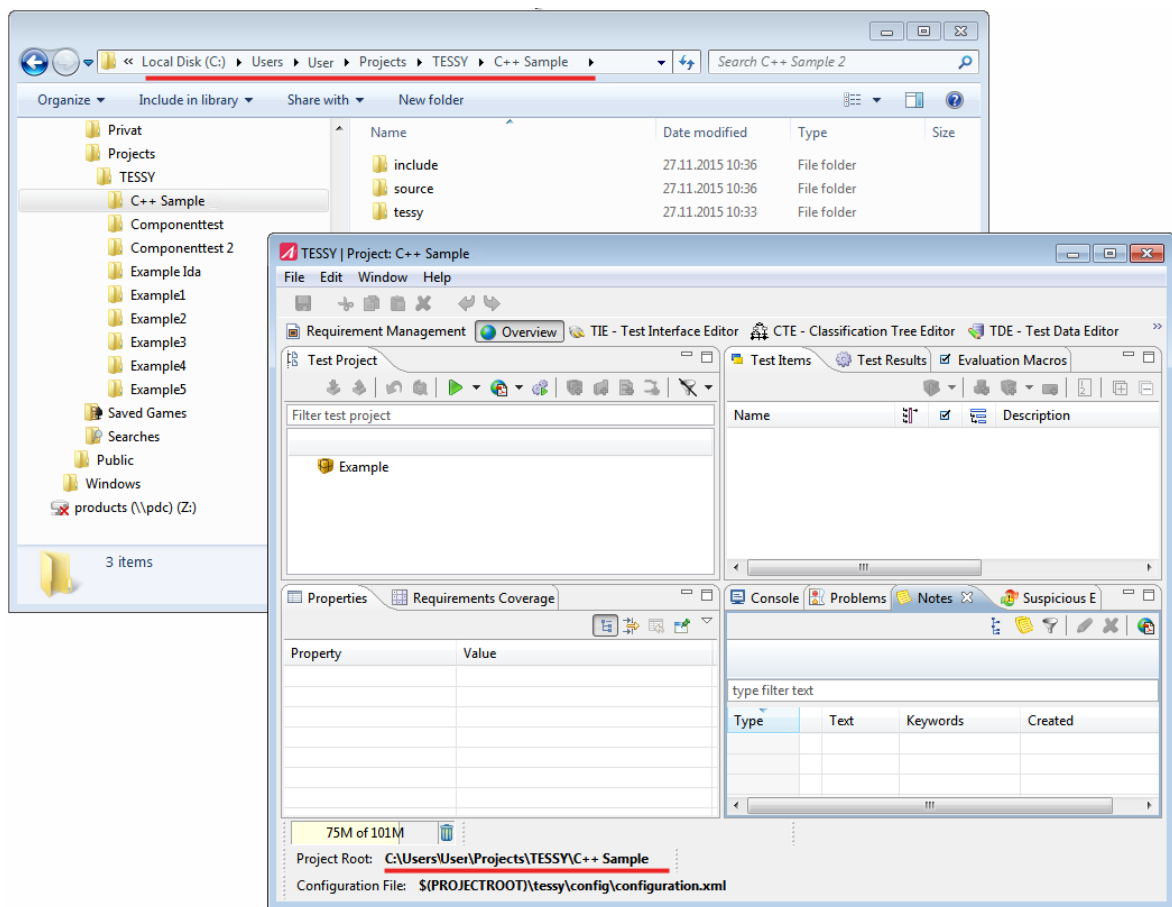 « Local Disk (C:) ▸ Users ▸ User ▸ Projects ▸ TESSY ▸ C++ Sample ▸ Search C++ Sample 2
Organize Include in library Share with New folder
Privat
Projects
TESSY
C++ Sample
Componenttest
Componenttest 2
Example Ida
Example1
Example2
Example3
Example4
Example5
Saved Games
Searches
Public
Windows
products (\\pdc) (Z:)
Name Date modified Type Size
include 27.11.2015 10:36 File folder
source 27.11.2015 10:36 File folder
tessy 27.11.2015 10:33 File folder
3 items
TESSY | Project: C++ Sample
File Edit Window Help
Requirement Management Overview TIE - Test Interface Editor CTE - Classification Tree Editor TDE - Test Data Editor »
Test Project
Filter test project
Example
Test Items Test Results Evaluation Macros
Name Description
Properties Requirements Coverage
Property Value
Console Problems Notes Suspicious E
type filter text
Type Text Keywords Created
75M of 101M
Project Root: C:\Users\User\Projects\TESSY\C++ Sample
Configuration File: $(PROJECTROOT)\tessy\config\configuration.xml